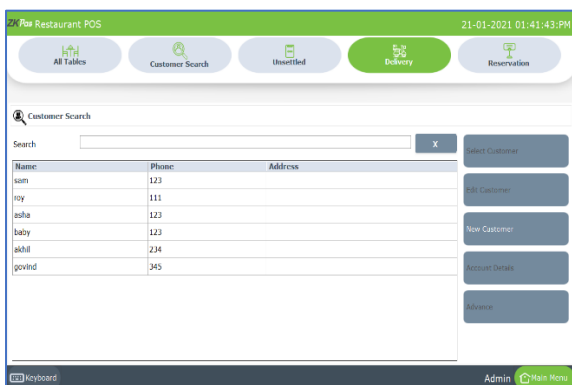 ZKPos Restaurant POS 21-01-2021 01:41:43:PM
All Tables Customer Search Unsettled Delivery Reservation
Customer Search
Search X
Select Customer
Name Phone Address
sam 123
Edit Customer
roy 111
asha 123
New Customer
baby 123
akhil 234
Account Details
govind 345
Advance
Keyboard Admin Main Menu